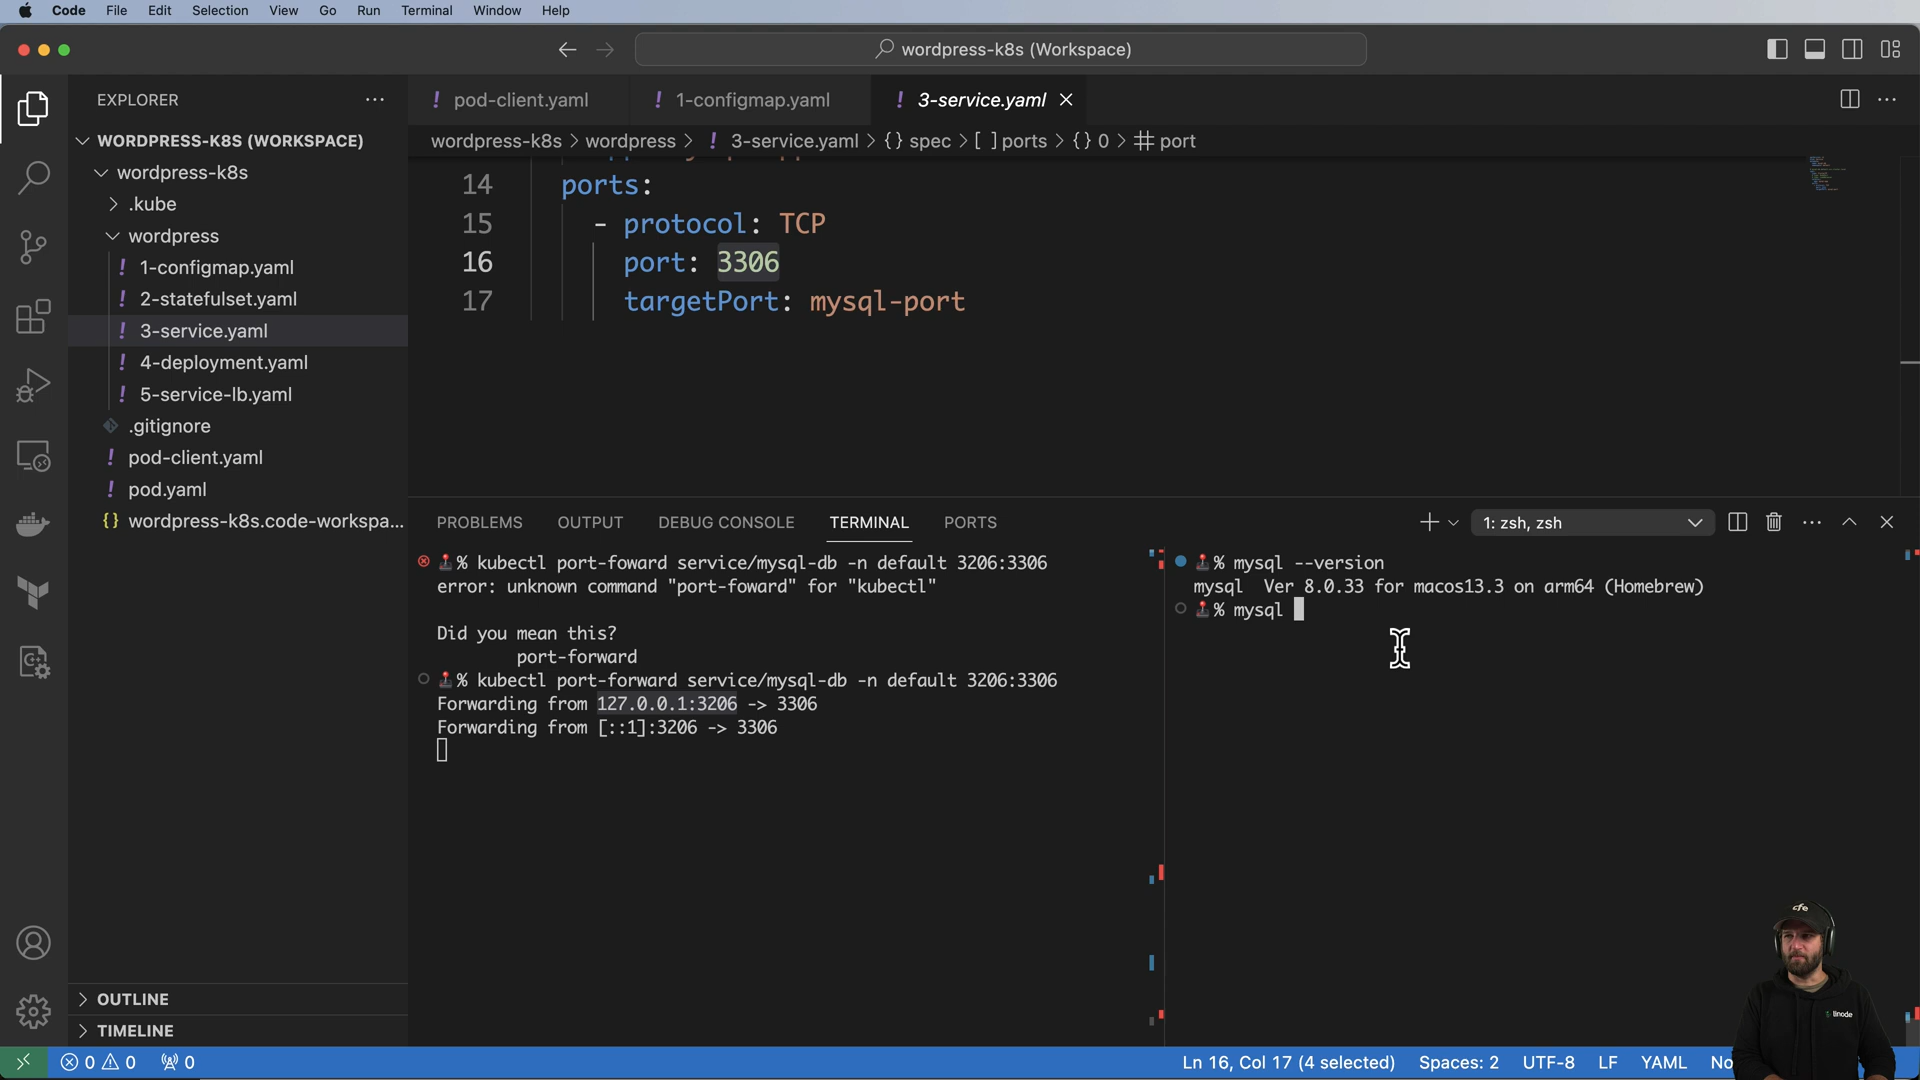 Code File Edit Selection View Go Run Terminal Window Help
wordpress-k8s (Workspace)
EXPLORER
WORDPRESS-K8S (WORKSPACE)
wordpress-k8s
.kube
wordpress
1-configmap.yaml
2-statefulset.yaml
3-service.yaml
4-deployment.yaml
5-service-lb.yaml
.gitignore
pod-client.yaml
pod.yaml
wordpress-k8s.code-workspa...
OUTLINE
TIMELINE
pod-client.yaml 1-configmap.yaml 3-service.yaml
wordpress-k8s > wordpress > ! 3-service.yaml > {} spec > [ ] ports > {} 0 > # port
14 ports:
15 - protocol: TCP
16 port: 3306
17 targetPort: mysql-port
PROBLEMS OUTPUT DEBUG CONSOLE TERMINAL PORTS
1: zsh, zsh
% kubectl port-foward service/mysql-db -n default 3206:3306
error: unknown command "port-foward" for "kubectl"
Did you mean this?
port-forward
% kubectl port-forward service/mysql-db -n default 3206:3306
Forwarding from 127.0.0.1:3206 -> 3306
Forwarding from [::1]:3206 -> 3306
% mysql --version
mysql Ver 8.0.33 for macos13.3 on arm64 (Homebrew)
% mysql
cfe
linode
0 0 0
Ln 16, Col 17 (4 selected) Spaces: 2 UTF-8 LF YAML